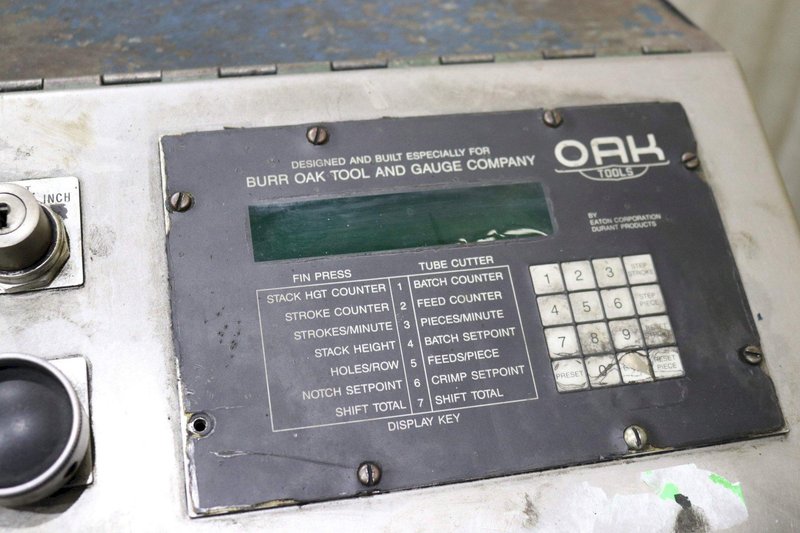 INCH
DESIGNED AND BUILT ESPECIALLY FOR
BURR OAK TOOL AND GAUGE COMPANY
OAK
TOOLS
BY
EATON CORPORATION
DURANT PRODUCTS
FIN PRESS TUBE CUTTER
STACK HGT COUNTER 1 BATCH COUNTER
STROKE COUNTER 2 FEED COUNTER
STROKES/MINUTE 3 PIECES/MINUTE
STACK HEIGHT 4 BATCH SETPOINT
HOLES/ROW 5 FEEDS/PIECE
NOTCH SETPOINT 6 CRIMP SETPOINT
SHIFT TOTAL 7 SHIFT TOTAL
DISPLAY KEY
1 2 3 STEP STROKE
4 5 6 STEP PIECE
7 8 9
PRESET 0 RESET PIECE